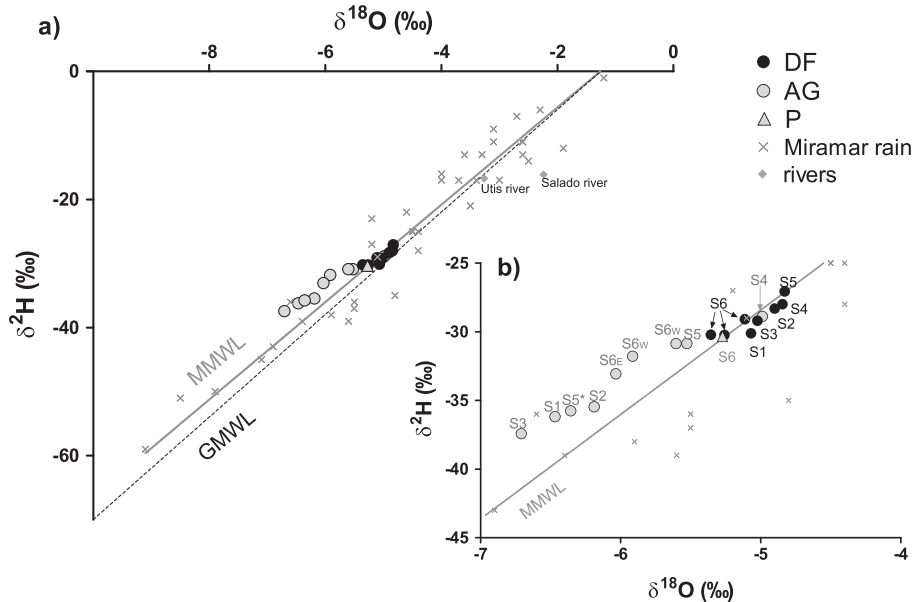 a)
δ18O (‰)
-8 -6 -4 -2 0
0
-20
-40
-60
δ2H (‰)
DF
AG
P
Miramar rain
rivers
Utis river
Salado river
MMWL
GMWL
b)
-25
-30
-35
-40
-45
δ2H (‰)
S4
S5
S6
S4
S2
S3
S1
S6
S6W
S5
S6W
S6E
S3
S1
S5*
S2
MMWL
-7 -6 -5 -4
δ18O (‰)